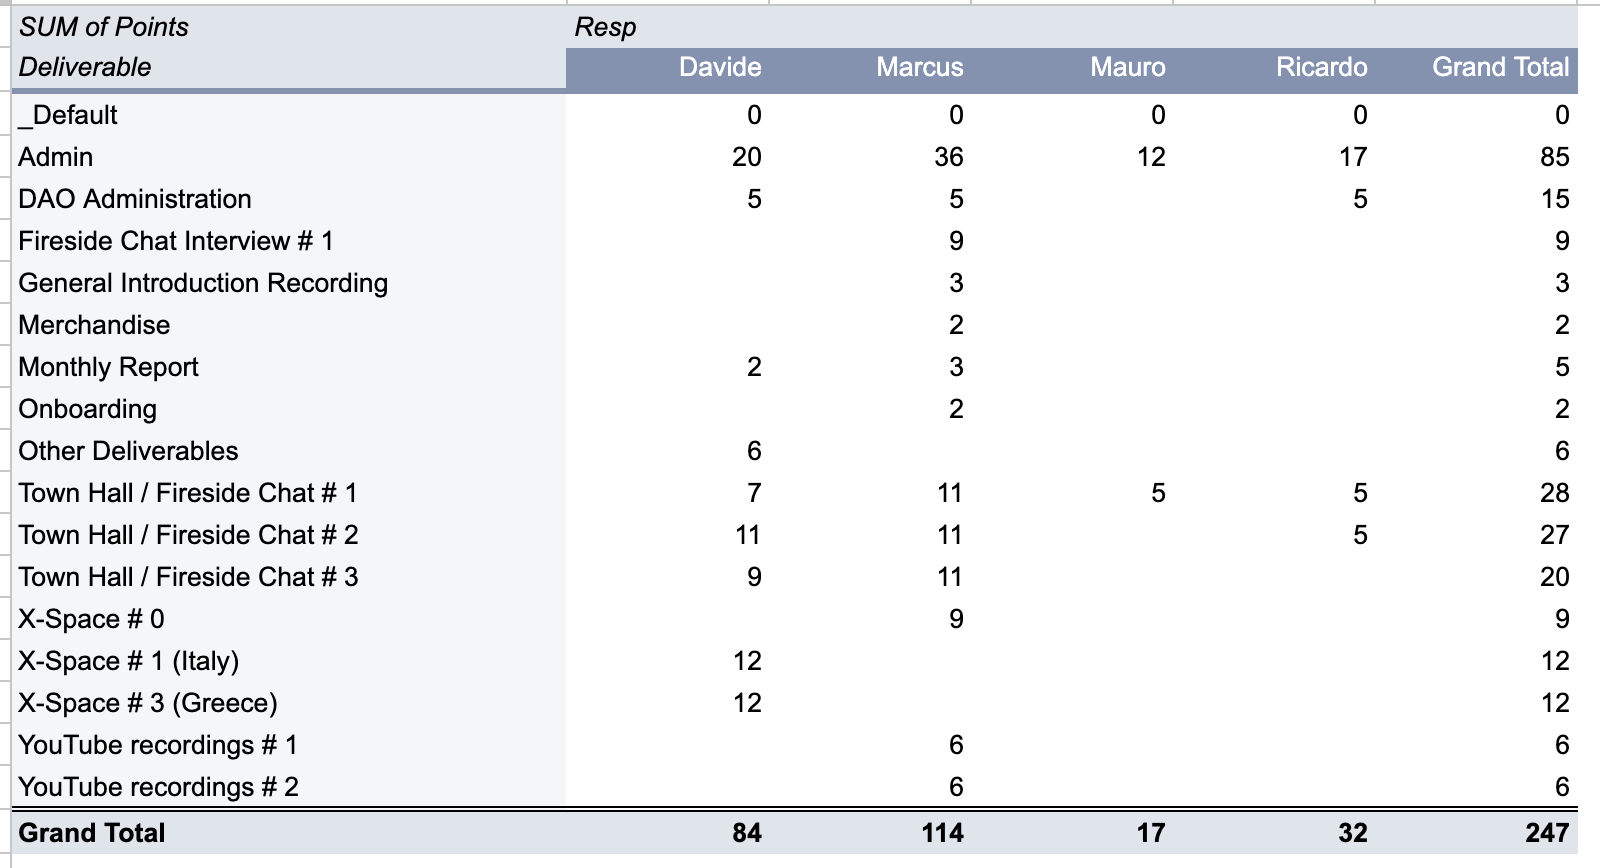 SUM of Points Resp
Deliverable Davide Marcus Mauro Ricardo Grand Total
_Default 0 0 0 0 0
Admin 20 36 12 17 85
DAO Administration 5 5 5 15
Fireside Chat Interview # 1 9 9
General Introduction Recording 3 3
Merchandise 2 2
Monthly Report 2 3 5
Onboarding 2 2
Other Deliverables 6 6
Town Hall / Fireside Chat # 1 7 11 5 5 28
Town Hall / Fireside Chat # 2 11 11 5 27
Town Hall / Fireside Chat # 3 9 11 20
X-Space # 0 9 9
X-Space # 1 (Italy) 12 12
X-Space # 3 (Greece) 12 12
YouTube recordings # 1 6 6
YouTube recordings # 2 6 6
Grand Total 84 114 17 32 247